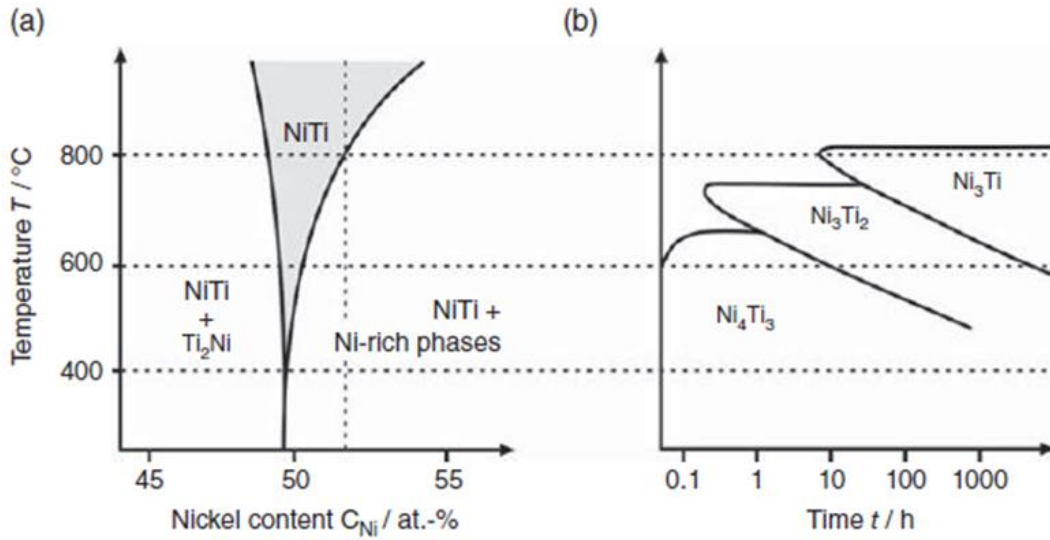 (a)
Temperature T / °C
800
600
400
NiTi
NiTi
+
Ti₂Ni
NiTi +
Ni-rich phases
45
50
55
Nickel content C_Ni / at.-%
(b)
Ni₃Ti
Ni₃Ti₂
Ni₄Ti₃
0.1
1
10
100
1000
Time t / h